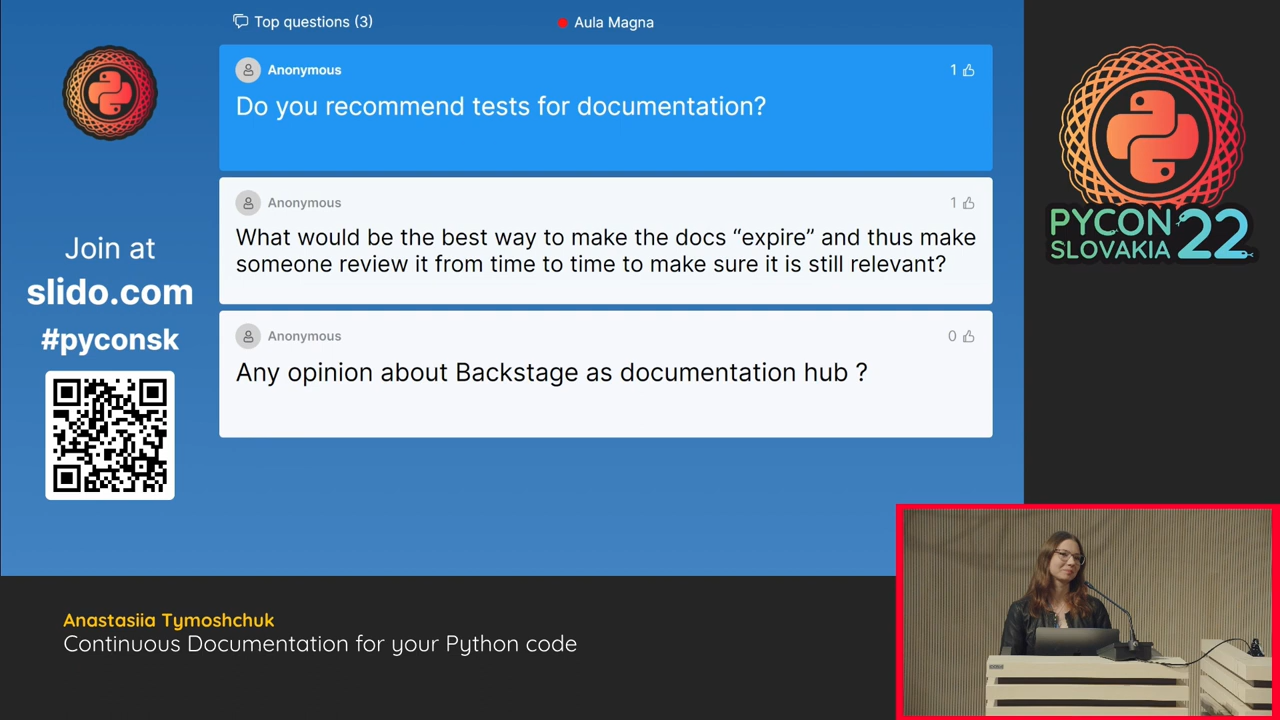 Top questions (3)
Aula Magna
Anonymous
1
Do you recommend tests for documentation?
Anonymous
1
What would be the best way to make the docs “expire” and thus make
someone review it from time to time to make sure it is still relevant?
Anonymous
0
Any opinion about Backstage as documentation hub ?
Join at
slido.com
#pyconsk
PYCON
SLOVAKIA
22
Anastasiia Tymoshchuk
Continuous Documentation for your Python code